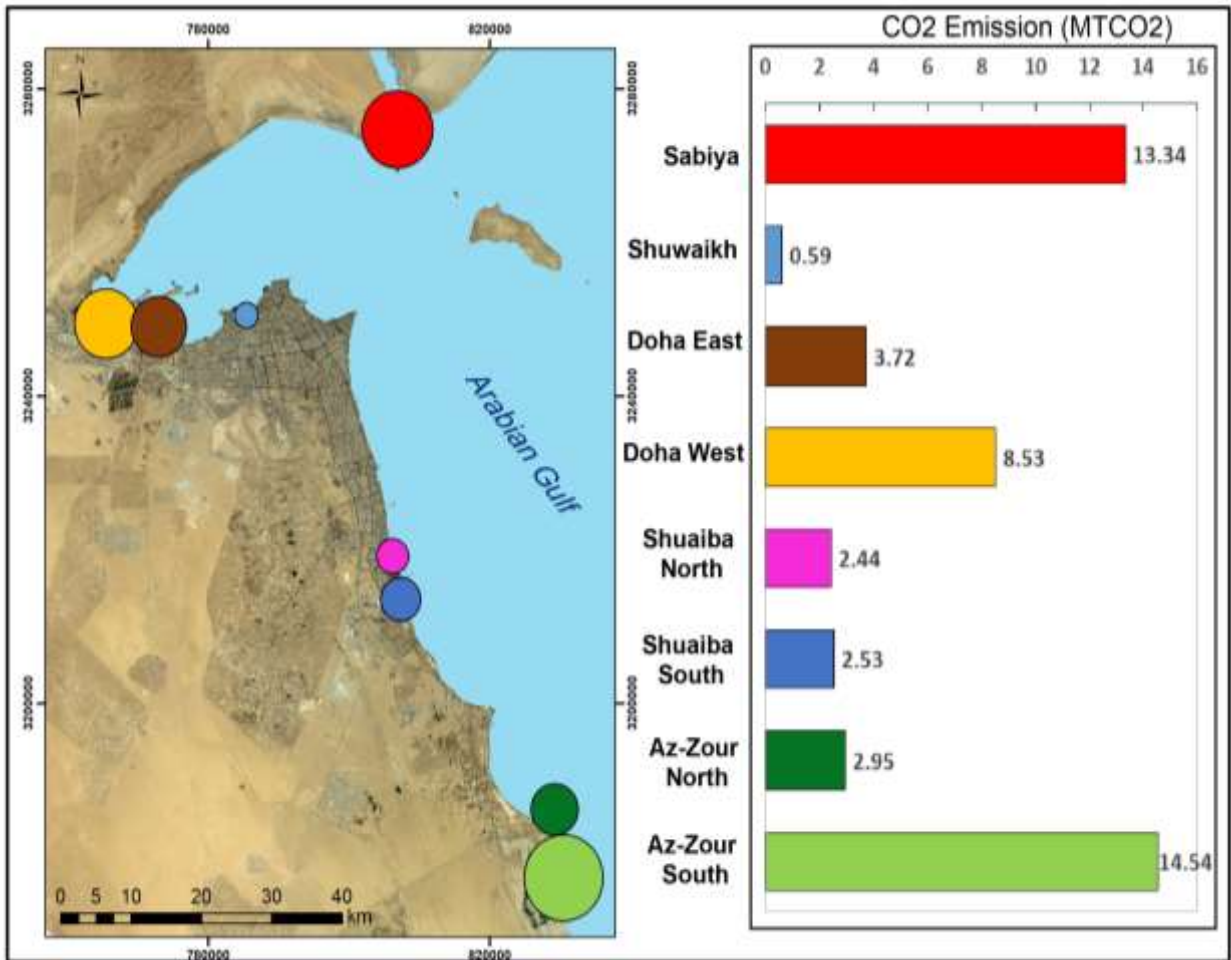 780000
820000
3280000
3280000
N
3240000
3240000
Arabian Gulf
3200000
3200000
0 5 10 20 30 40
km
780000
820000
CO2 Emission (MTCO2)
0 2 4 6 8 10 12 14 16
Sabiya
13.34
Shuwaikh
0.59
Doha East
3.72
Doha West
8.53
Shuaiba
North
2.44
Shuaiba
South
2.53
Az-Zour
North
2.95
Az-Zour
South
14.54